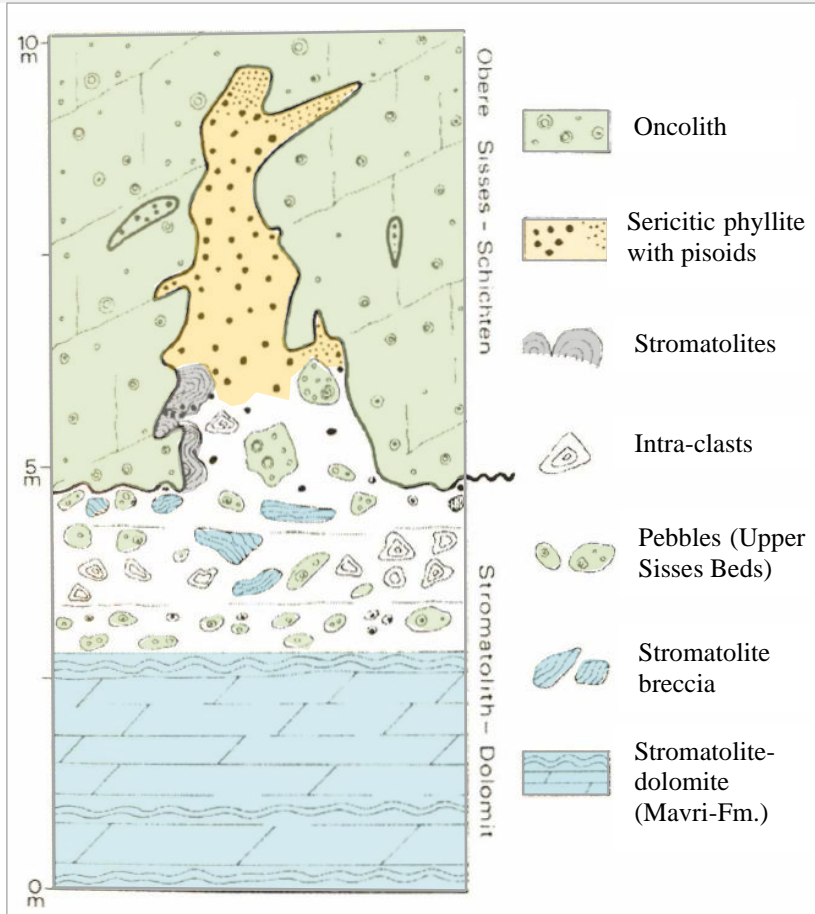 10
m
5
m
0
m
Obere Sisses - Schichten
Stromatolith - Dolomit
Oncolith
Sericitic phyllite
with pisoids
Stromatolites
Intra-clasts
Pebbles (Upper
Sisses Beds)
Stromatolite
breccia
Stromatolite-
dolomite
(Mavri-Fm.)